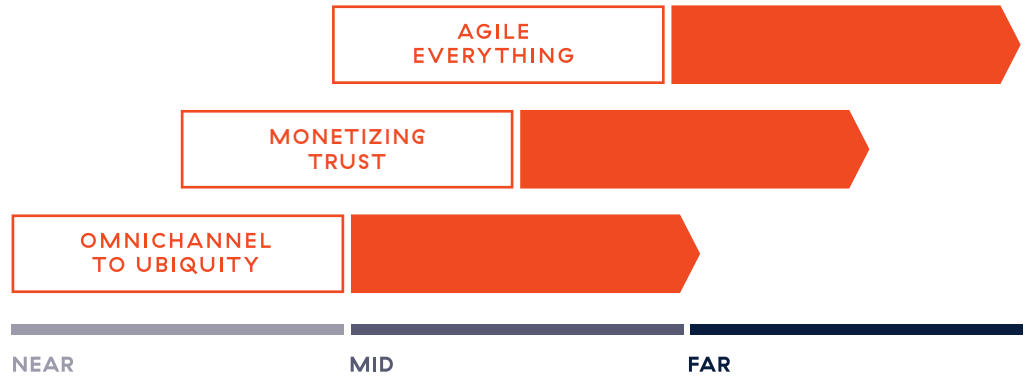 AGILE
EVERYTHING
MONETIZING
TRUST
OMNICHANNEL
TO UBIQUITY
NEAR
MID
FAR